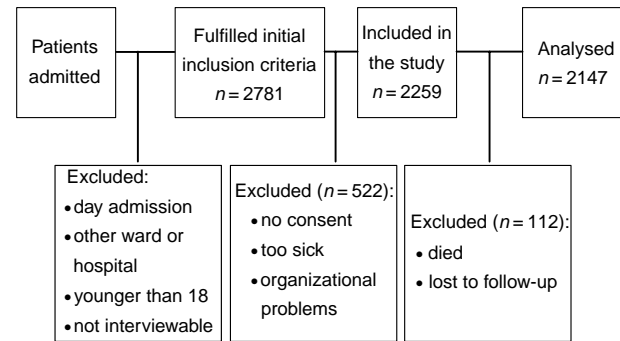 Patients
admitted
Fulfilled initial
inclusion criteria
n = 2781
Included in
the study
n = 2259
Analysed
n = 2147
Excluded:
• day admission
• other ward or
hospital
• younger than 18
• not interviewable
Excluded (n = 522):
• no consent
• too sick
• organizational
problems
Excluded (n = 112):
• died
• lost to follow-up